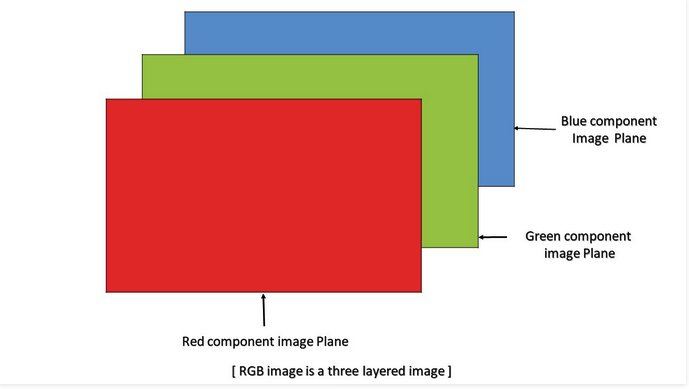 Blue component
Image Plane
Green component
image Plane
Red component image Plane
[ RGB image is a three layered image ]